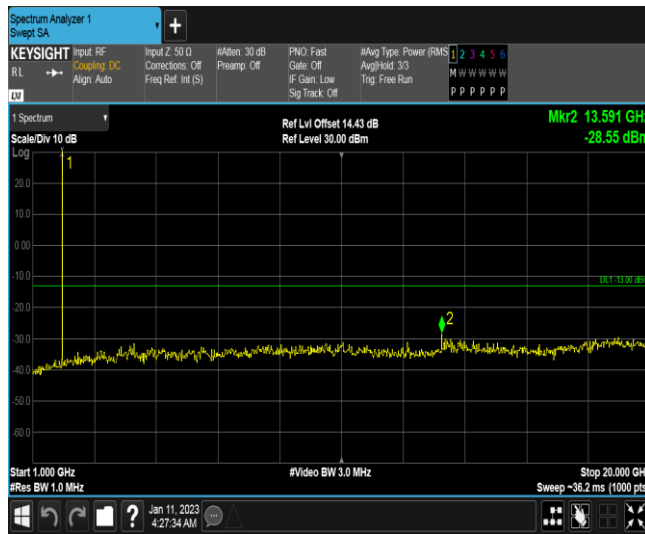 Spectrum Analyzer 1
Swept SA
+
KEYSIGHT
RL
LXI
Input: RF
Coupling: DC
Align: Auto
Input Z: 50 Ω
Corrections: Off
Freq Ref: Int (S)
#Atten: 30 dB
Preamp: Off
PNO: Fast
Gate: Off
IF Gain: Low
Sig Track: Off
#Avg Type: Power (RMS
Avg|Hold: 3/3
Trig: Free Run
1 2 3 4 5 6
M W W W W W
P P P P P P
1 Spectrum
Scale/Div 10 dB
Log
Ref Lvl Offset 14.43 dB
Ref Level 30.00 dBm
Mkr2 13.591 GH
-28.55 dBn
1
20.0
10.0
0.00
-10.0
DL1 -13.00 dB
-20.0
2
-30.0
-40.0
-50.0
-60.0
Start 1.000 GHz
#Res BW 1.0 MHz
#Video BW 3.0 MHz
Stop 20.000 GH
Sweep ~36.2 ms (1000 pts
?
Jan 11, 2023
4:27:34 AM